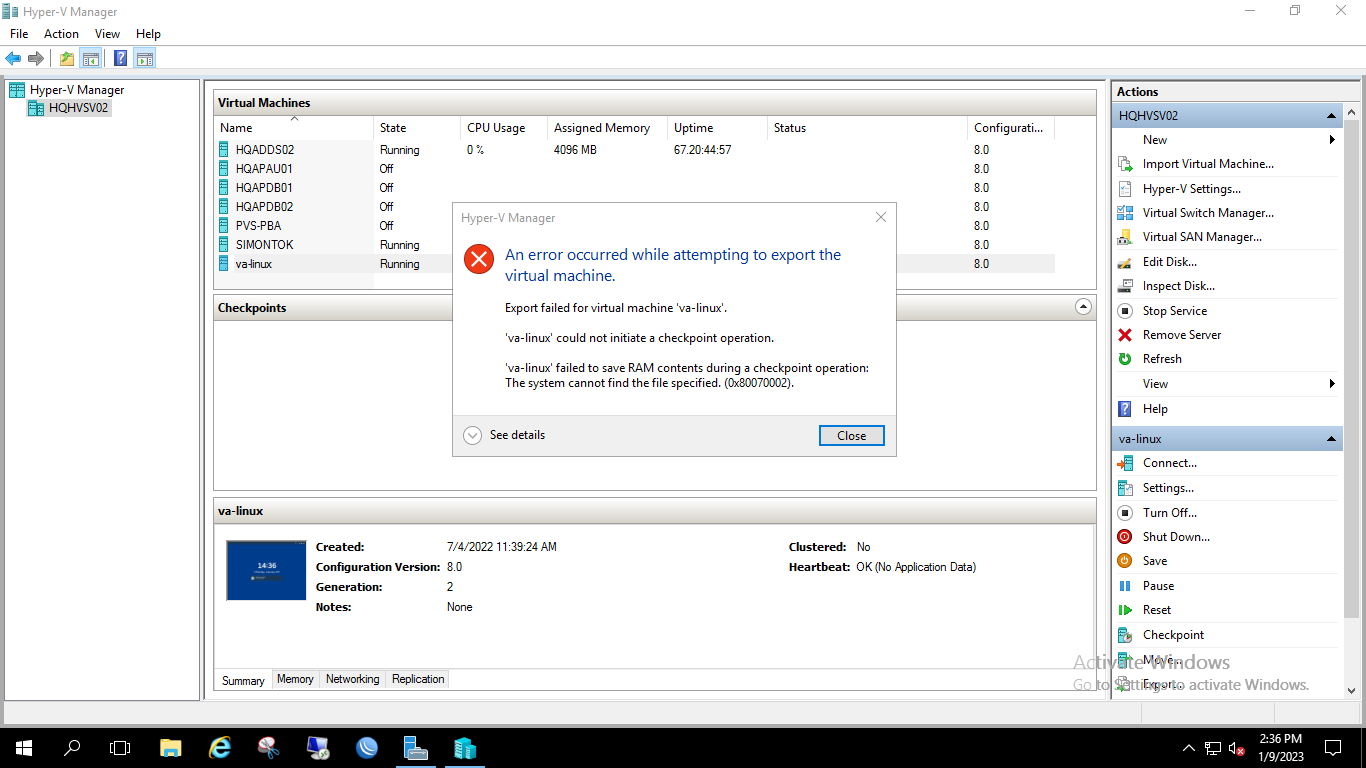 Hyper-V Manager
File Action View Help
Hyper-V Manager
HQHVSV02
Virtual Machines
Name State CPU Usage Assigned Memory Uptime Status Configurati...
HQADDS02 Running 0 % 4096 MB 67.20:44:57 8.0
HQAPAU01 Off 8.0
HQAPDB01 Off 8.0
HQAPDB02 Off 8.0
PVS-PBA Off 8.0
SIMONTOK Running 8.0
va-linux Running 8.0
Checkpoints
Hyper-V Manager
An error occurred while attempting to export the
virtual machine.
Export failed for virtual machine 'va-linux'.
'va-linux' could not initiate a checkpoint operation.
'va-linux' failed to save RAM contents during a checkpoint operation:
The system cannot find the file specified. (0x80070002).
See details
Close
va-linux
14:36
Created: 7/4/2022 11:39:24 AM Clustered: No
Configuration Version: 8.0 Heartbeat: OK (No Application Data)
Generation: 2
Notes: None
Summary Memory Networking Replication
Actions
HQHVSV02
New
Import Virtual Machine...
Hyper-V Settings...
Virtual Switch Manager...
Virtual SAN Manager...
Edit Disk...
Inspect Disk...
Stop Service
Remove Server
Refresh
View
Help
va-linux
Connect...
Settings...
Turn Off...
Shut Down...
Save
Pause
Reset
Checkpoint
Move...
Export...
Activate Windows
Go to Settings to activate Windows.
2:36 PM
1/9/2023